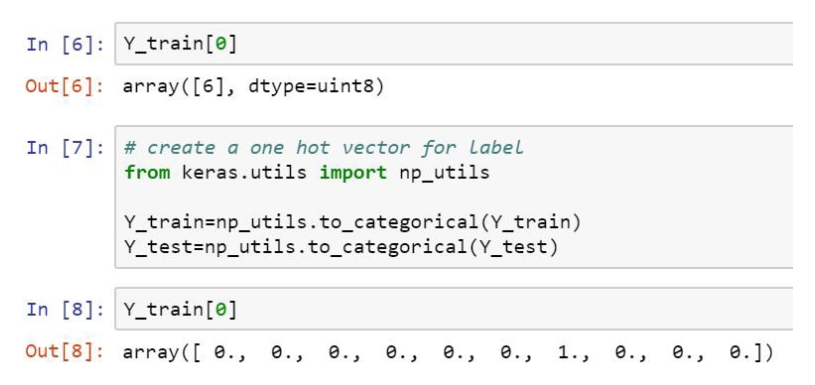 In [6]: Y_train[0]
Out[6]: array([6], dtype=uint8)
In [7]: # create a one hot vector for label
from keras.utils import np_utils
Y_train=np_utils.to_categorical(Y_train)
Y_test=np_utils.to_categorical(Y_test)
In [8]: Y_train[0]
Out[8]: array([ 0., 0., 0., 0., 0., 0., 1., 0., 0., 0.])